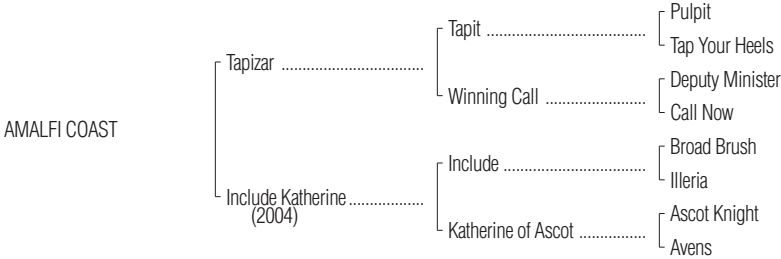 Pulpit
Tapit ....................................
Tap Your Heels
Tapizar ................................
Deputy Minister
Winning Call .......................
Call Now
AMALFI COAST
Broad Brush
Include ................................
Illeria
Include Katherine .................
(2004)
Ascot Knight
Katherine of Ascot ...............
Avens